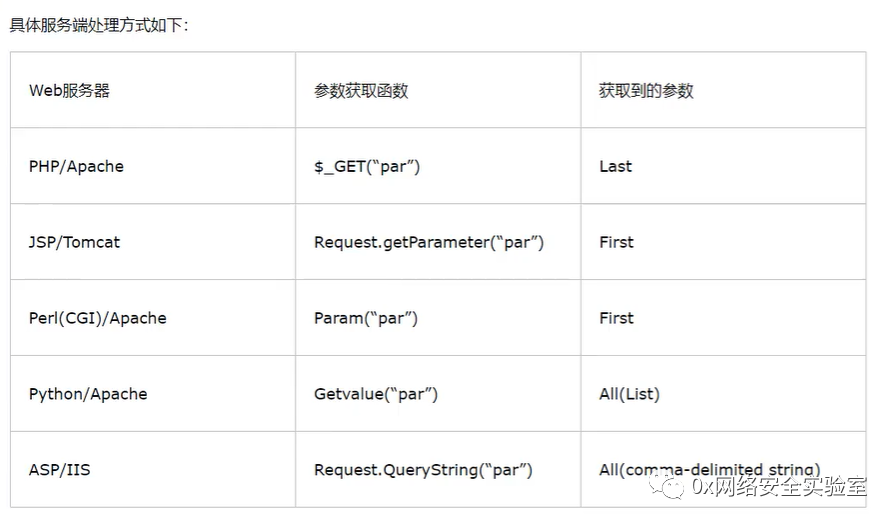 具体服务端处理方式如下：
Web服务器 参数获取函数 获取到的参数
PHP/Apache $_GET(“par”) Last
JSP/Tomcat Request.getParameter(“par”) First
Perl(CGI)/Apache Param(“par”) First
Python/Apache Getvalue(“par”) All(List)
ASP/IIS Request.QueryString(“par”) All(comma-delimited string)
0x网络安全实验室